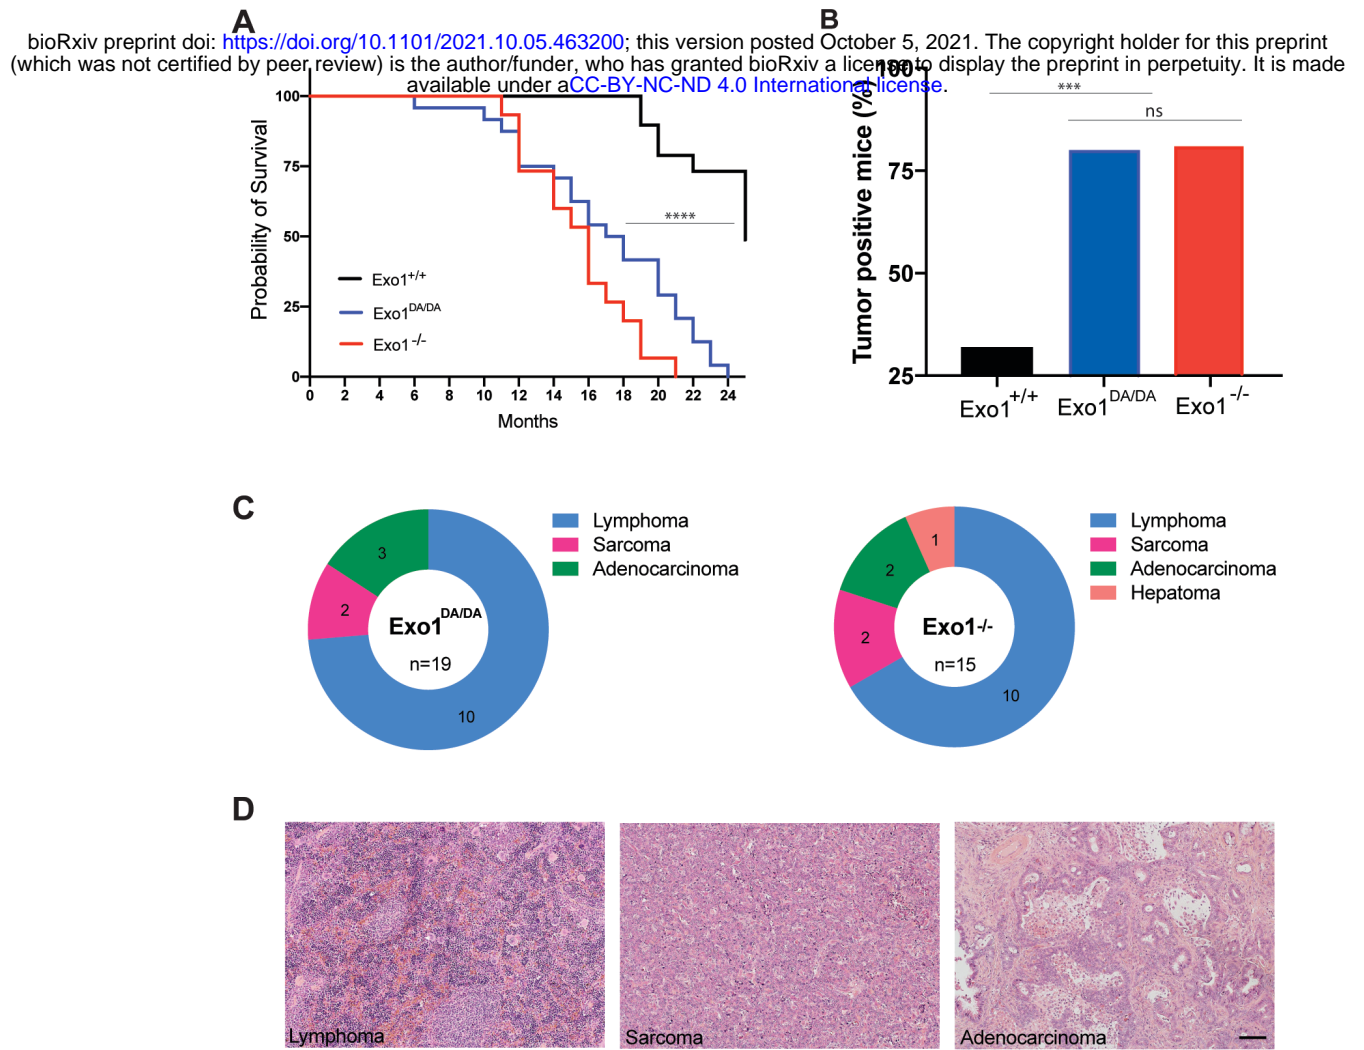 A
B
bioRxiv preprint doi: https://doi.org/10.1101/2021.10.05.463200; this version posted October 5, 2021. The copyright holder for this preprint
(which was not certified by peer review) is the author/funder, who has granted bioRxiv a license to display the preprint in perpetuity. It is made
available under aCC-BY-NC-ND 4.0 International license.
Probability of Survival
100
75
50
25
0
****
Exo1+/+
Exo1DA/DA
Exo1-/-
0 2 4 6 8 10 12 14 16 18 20 22 24
Months
Tumor positive mice (%)
100
75
50
25
***
ns
Exo1+/+ Exo1DA/DA Exo1-/-
C
3
2
10
Exo1DA/DA
n=19
Lymphoma
Sarcoma
Adenocarcinoma
1
2
2
10
Exo1-/-
n=15
Lymphoma
Sarcoma
Adenocarcinoma
Hepatoma
D
Lymphoma
Sarcoma
Adenocarcinoma